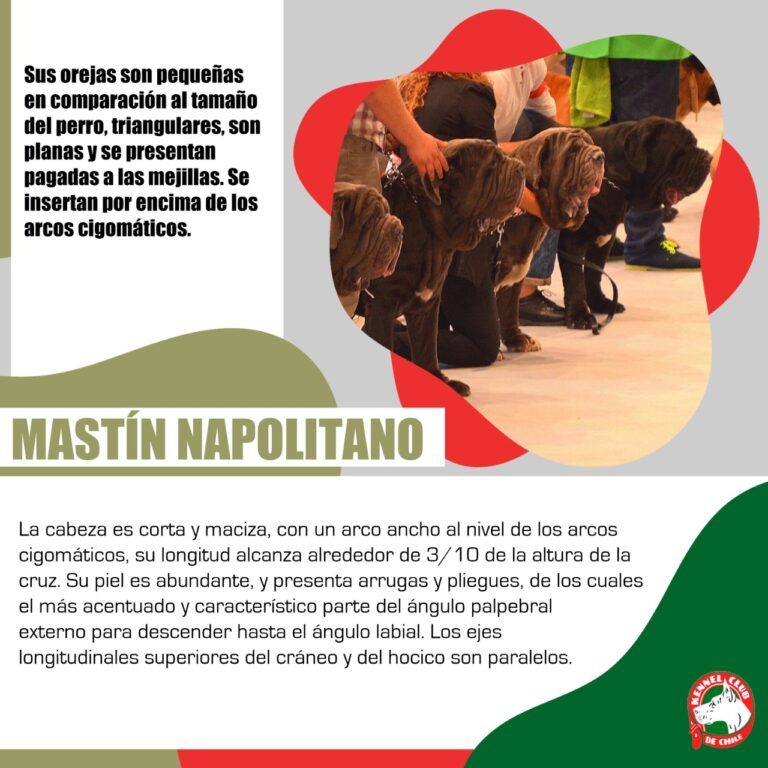 Sus orejas son pequeñas
en comparación al tamaño
del perro, triangulares, son
planas y se presentan
pagadas a las mejillas. Se
insertan por encima de los
arcos cigomáticos.
MASTÍN NAPOLITANO
La cabeza es corta y maciza, con un arco ancho al nivel de los arcos
cigomáticos, su longitud alcanza alrededor de 3/10 de la altura de la
cruz. Su piel es abundante, y presenta arrugas y pliegues, de los cuales
el más acentuado y característico parte del ángulo palpebral
externo para descender hasta el ángulo labial. Los ejes
longitudinales superiores del cráneo y del hocico son paralelos.
KENNEL CLUB
DE CHILE